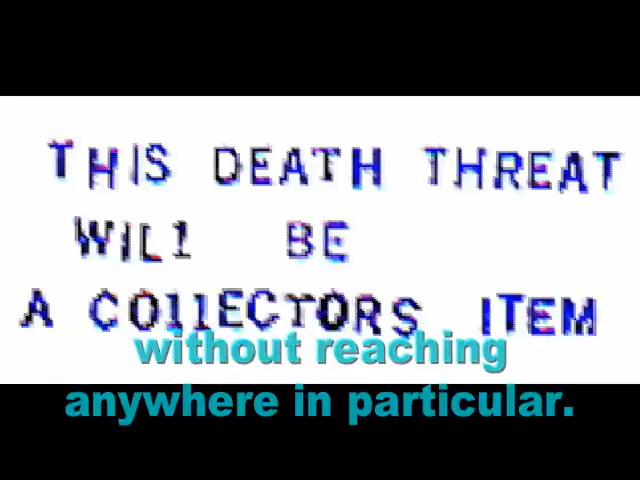 THIS DEATH THREAT
WILL BE
A COLLECTORS ITEM
without reaching
anywhere in particular.